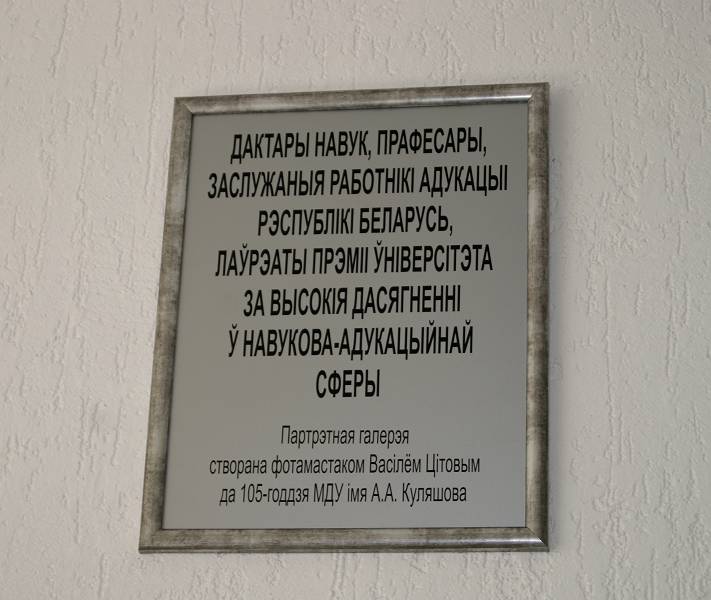 ДАКТАРЫ НАВУК, ПРАФЕСАРЫ,
ЗАСЛУЖАНЫЯ РАБОТНІКІ АДУКАЦЫІ
РЭСПУБЛІКІ БЕЛАРУСЬ,
ЛАЎРЭАТЫ ПРЭМІІ ЎНІВЕРСІТЭТА
ЗА ВЫСОКІЯ ДАСЯГНЕННІ
Ў НАВУКОВА-АДУКАЦЫЙНАЙ
СФЕРЫ
Партрэтная галерэя
створана фотамастаком Васілём Цітовым
да 105-годдзя МДУ імя А.А. Куляшова